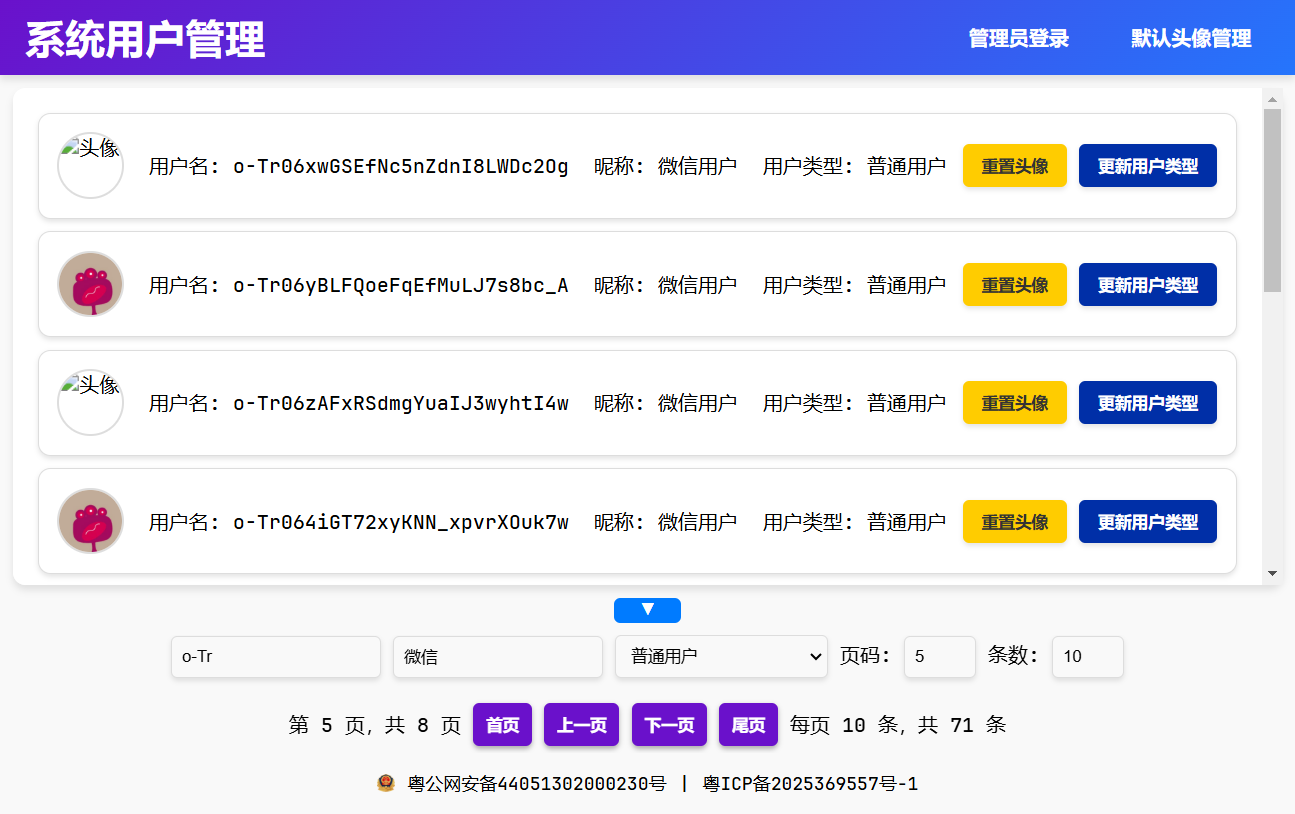 系统用户管理 管理员登录 默认头像管理
头像 用户名: o-Tr06xwGSEfNc5nZdnI8LWDc2Og 昵称: 微信用户 用户类型: 普通用户 重置头像 更新用户类型
用户名: o-Tr06yBLFQoeFqEfMuLJ7s8bc_A 昵称: 微信用户 用户类型: 普通用户 重置头像 更新用户类型
头像 用户名: o-Tr06zAFxRSdmgYuaIJ3wyhtI4w 昵称: 微信用户 用户类型: 普通用户 重置头像 更新用户类型
用户名: o-Tr064iGT72xyKNN_xpvrXOuk7w 昵称: 微信用户 用户类型: 普通用户 重置头像 更新用户类型
▼
o-Tr 微信 普通用户 页码: 5 条数: 10
第 5 页, 共 8 页 首页 上一页 下一页 尾页 每页 10 条, 共 71 条
粤公网安备44051302000230号 | 粤ICP备2025369557号-1